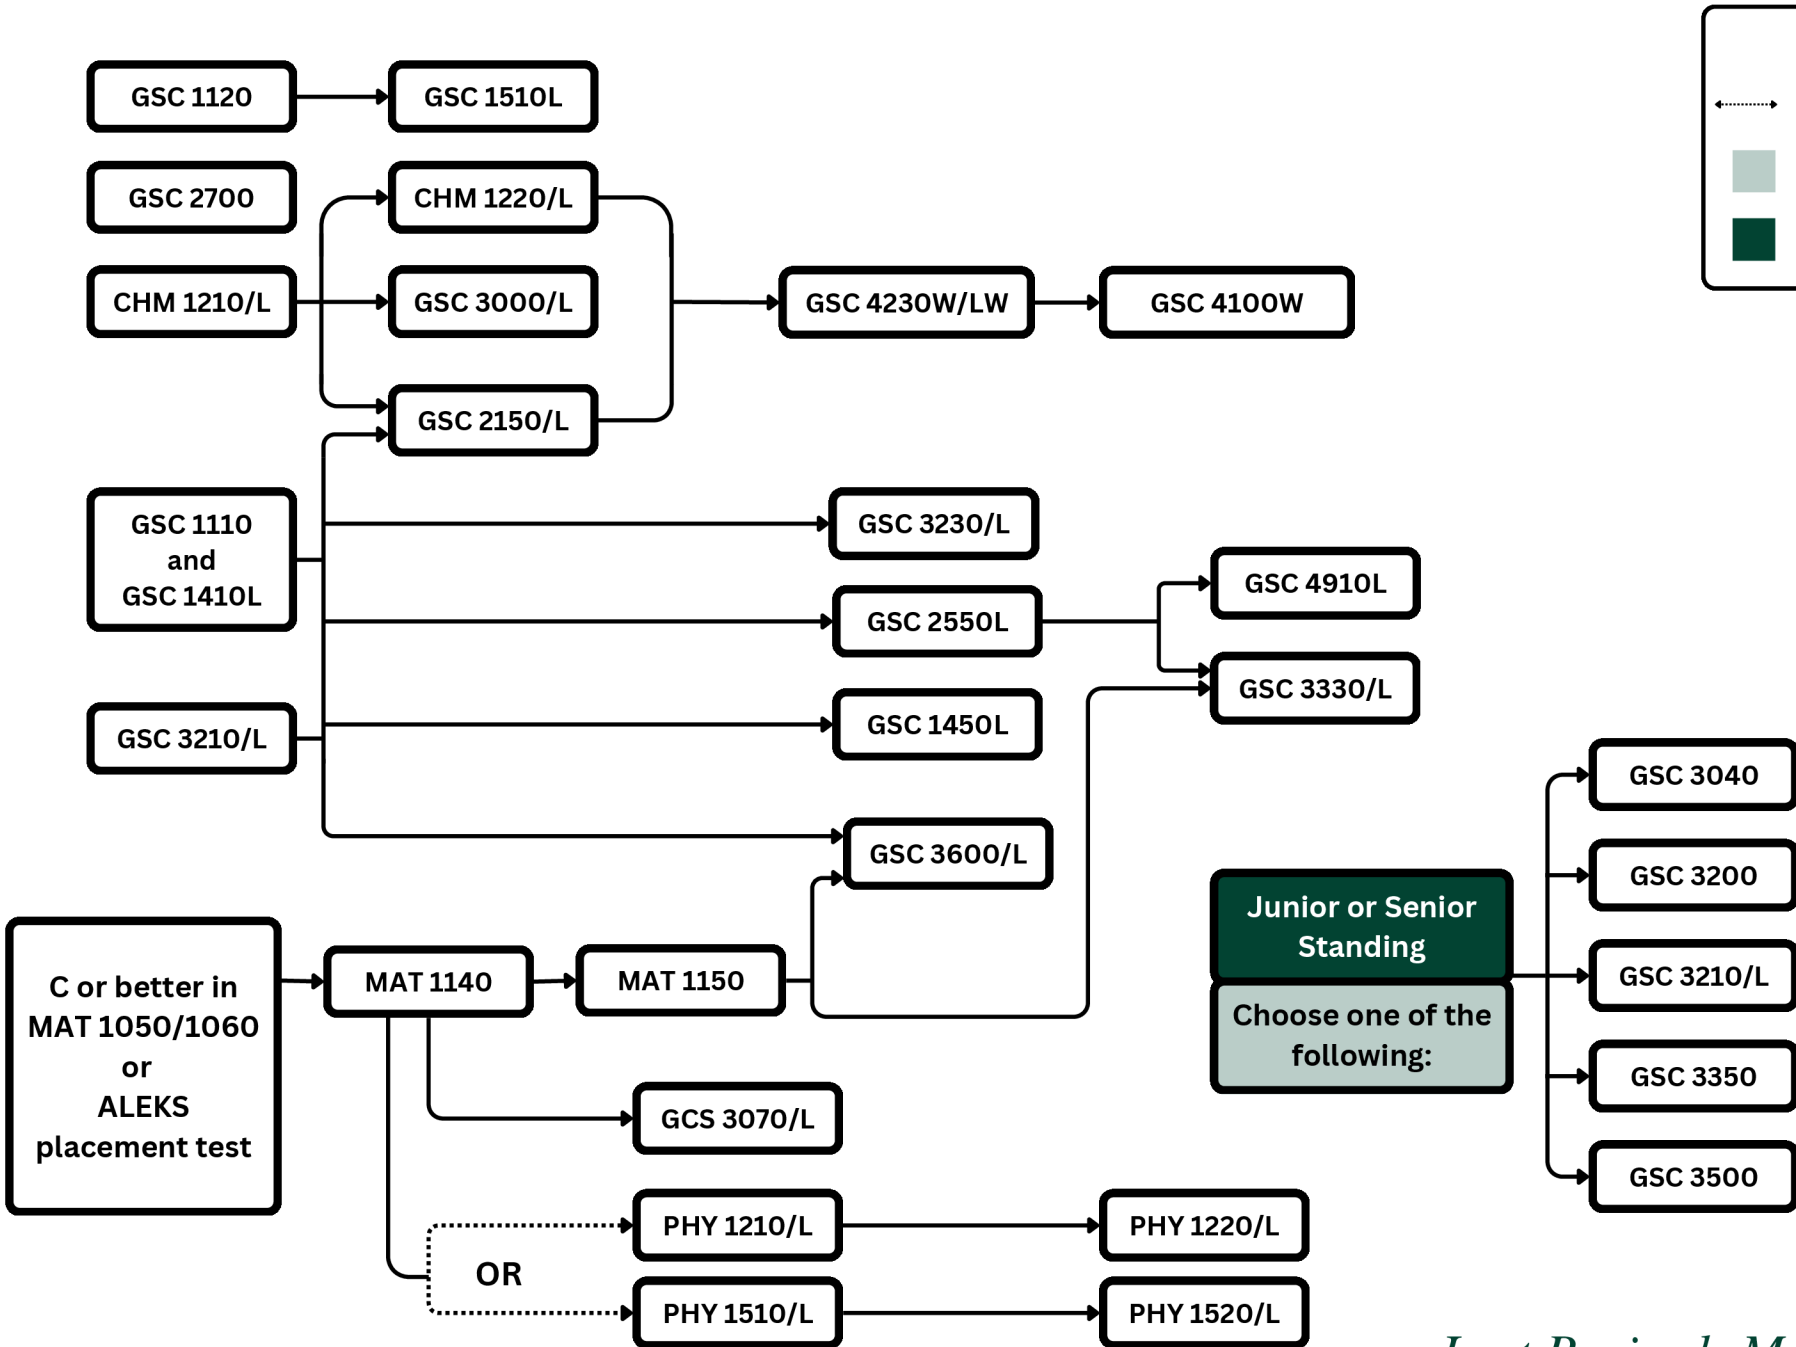 GSC 1120
GSC 1510L
GSC 2700
CHM 1220/L
CHM 1210/L
GSC 3000/L
GSC 4230W/LW
GSC 4100W
GSC 2150/L
GSC 1110
and
GSC 1410L
GSC 3230/L
GSC 4910L
GSC 2550L
GSC 3330/L
GSC 3210/L
GSC 1450L
GSC 3040
GSC 3600/L
GSC 3200
Junior or Senior
Standing
GSC 3210/L
Choose one of the
following:
GSC 3350
GSC 3500
C or better in
MAT 1050/1060
or
ALEKS
placement test
MAT 1140
MAT 1150
GCS 3070/L
PHY 1210/L
PHY 1220/L
OR
PHY 1510/L
PHY 1520/L